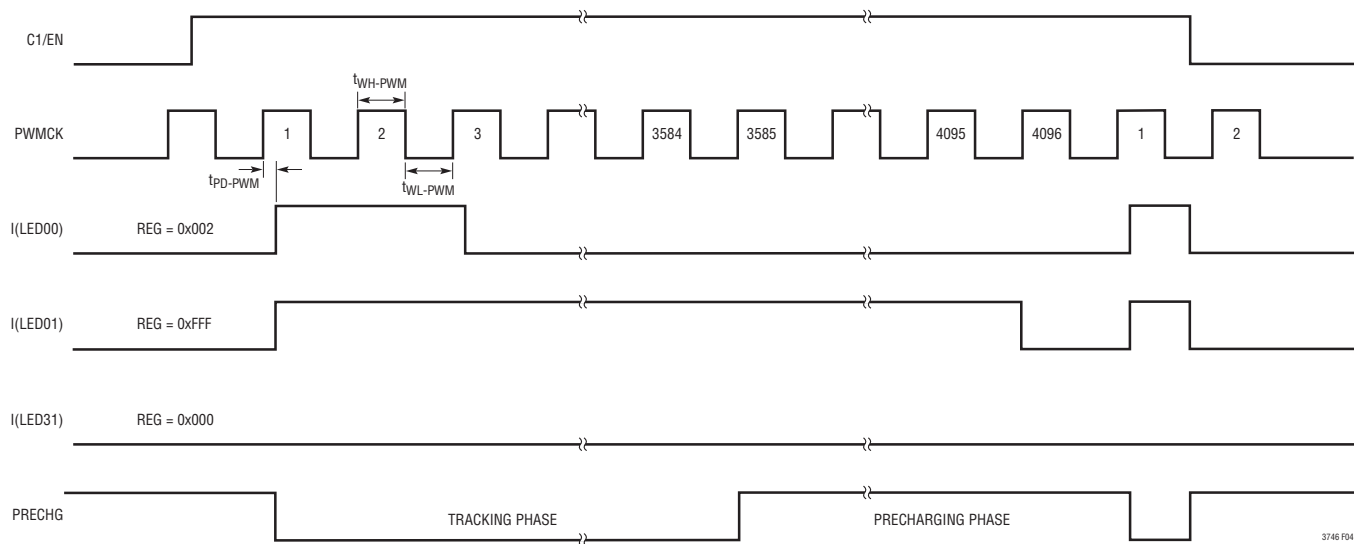 C1/EN
tWH-PWM
PWMCK
1 2 3 3584 3585 4095 4096 1 2
tPD-PWM
tWL-PWM
I(LED00) REG = 0x002
I(LED01) REG = 0xFFF
I(LED31) REG = 0x000
PRECHG TRACKING PHASE PRECHARGING PHASE
3746 F04